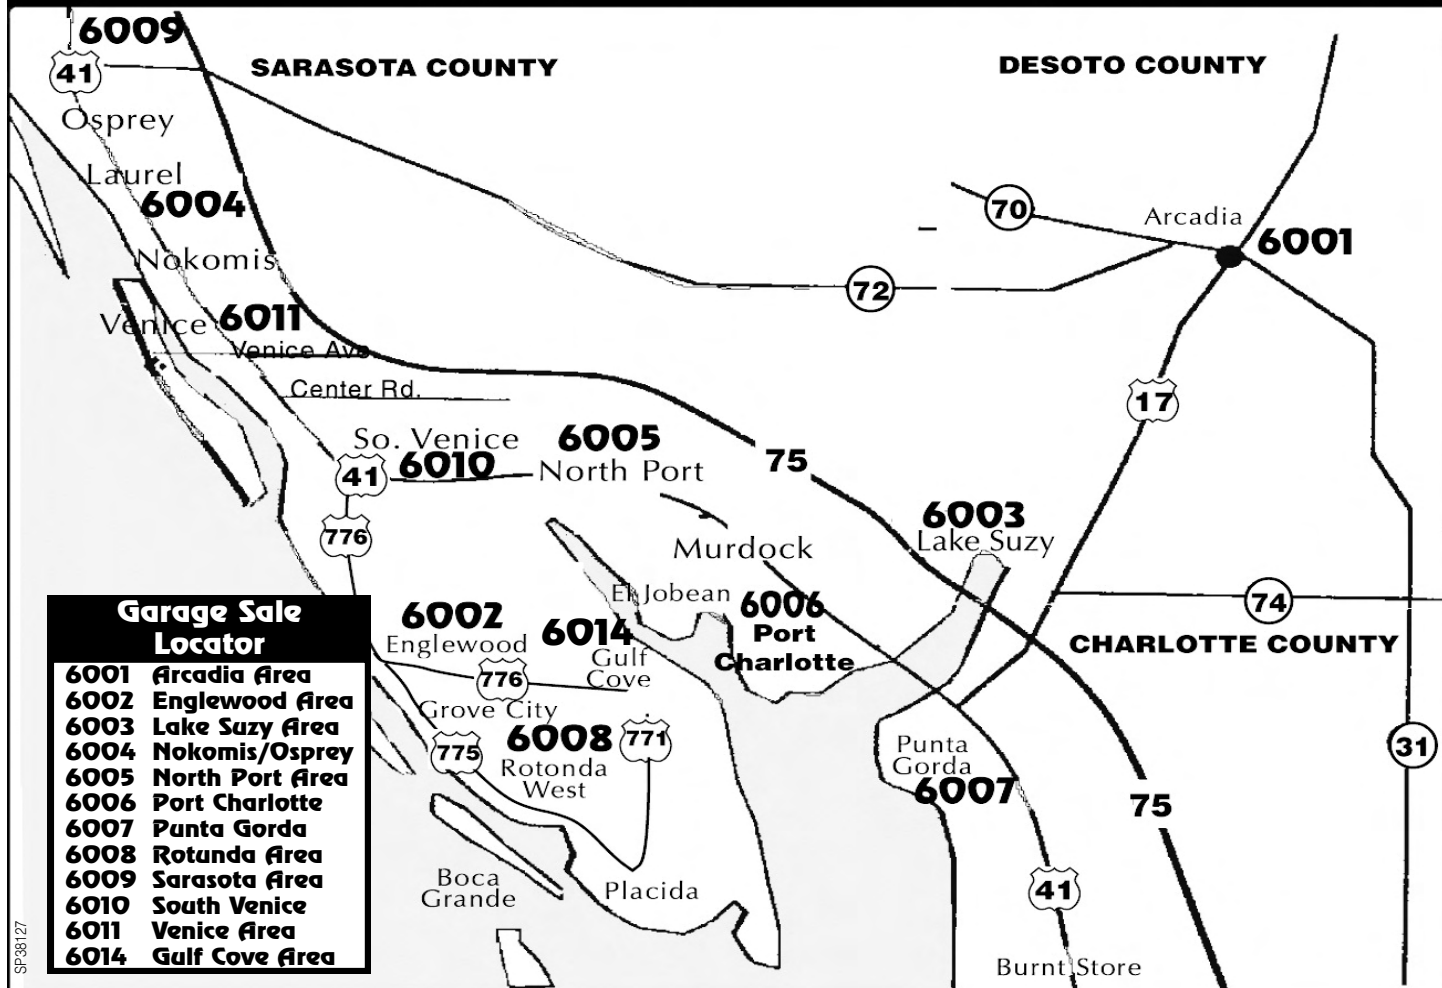 6009
SARASOTA COUNTY
DESOTO COUNTY
41
Osprey
Laurel
6004
70
Arcadia
6001
Nokomis
72
Venice 6011
Venice Ave.
Center Rd.
17
So. Venice
6005
75
41 6010
North Port
6003
776
Murdock
Lake Suzy
El Jobean
6006
74
6002
6014
Port
Charlotte
CHARLOTTE COUNTY
Englewood
Gulf
Cove
776
Grove City
775
6008
771
Rotonda
West
Punta
Gorda
31
6007
75
Boca
Grande
Placida
41
Burnt Store
Garage Sale
Locator
6001 Arcadia Area
6002 Englewood Area
6003 Lake Suzy Area
6004 Nokomis/Osprey
6005 North Port Area
6006 Port Charlotte
6007 Punta Gorda
6008 Rotunda Area
6009 Sarasota Area
6010 South Venice
6011 Venice Area
6014 Gulf Cove Area
SP38127